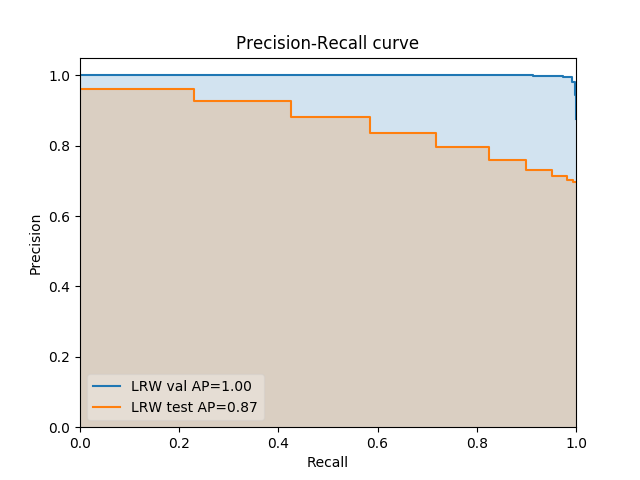 Precision-Recall curve
Precision
1.0
0.8
0.6
0.4
0.2
0.0
LRW val AP=1.00
LRW test AP=0.87
0.0 0.2 0.4 0.6 0.8 1.0
Recall